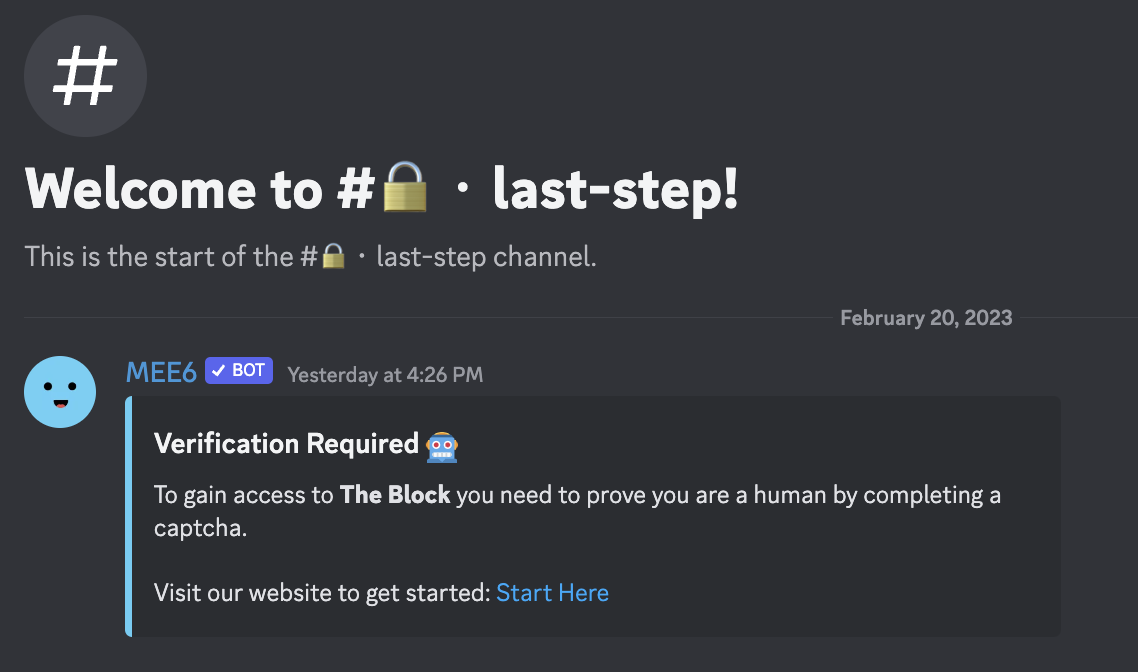 #
Welcome to #🔒 · last-step!
This is the start of the #🔒 · last-step channel.
February 20, 2023
MEE6 ✓ BOT Yesterday at 4:26 PM
Verification Required 🤖
To gain access to The Block you need to prove you are a human by completing a
captcha.
Visit our website to get started: Start Here